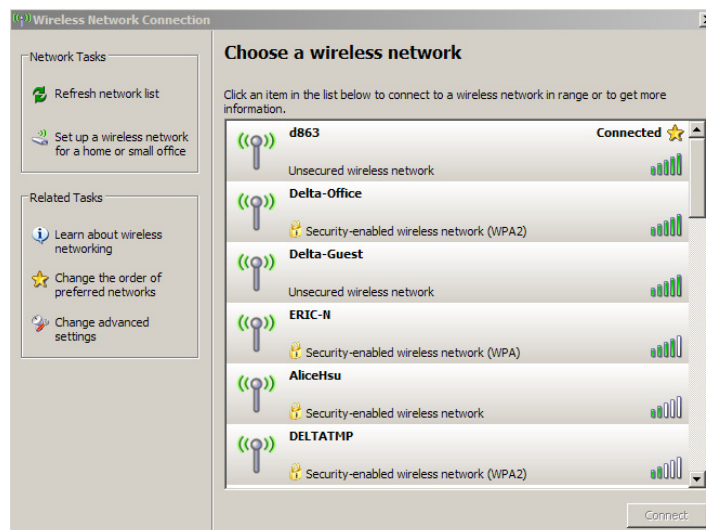 Wireless Network Connection
Network Tasks
Refresh network list
Set up a wireless network
for a home or small office
Related Tasks
Learn about wireless
networking
Change the order of
preferred networks
Change advanced
settings
Choose a wireless network
Click an item in the list below to connect to a wireless network in range or to get more
information.
d863 Connected
Unsecured wireless network
Delta-Office
Security-enabled wireless network (WPA2)
Delta-Guest
Unsecured wireless network
ERIC-N
Security-enabled wireless network (WPA)
AliceHsu
Security-enabled wireless network
DELTATMP
Security-enabled wireless network (WPA2)
Connect